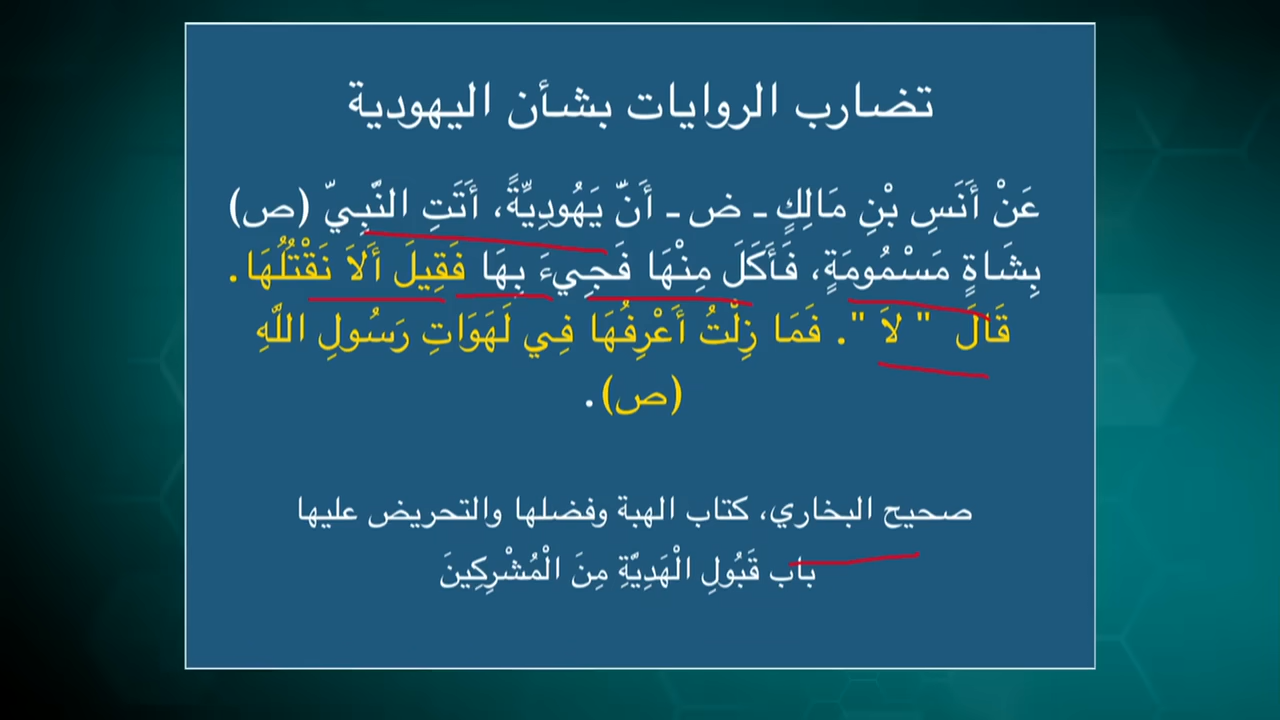 تضارب الروايات بشأن اليهودية
عَنْ أَنَسِ بْنِ مَالِكٍ ـ ض ـ أَنّ يَهُودِيِّةً، أَتَتِ النّبِيّ (ص)
بِشَاةٍ مَسْمُومَةٍ، فَأَكَلَ مِنْهَا فَجِيءَ بِهَا فَقِيلَ أَلاَ نَقْتُلُهَا.
قَالَ " لاَ ". فَمَا زِلْتُ أَعْرِفُهَا فِي لَهَوَاتِ رَسُولِ اللَّهِ
(ص).
صحيح البخاري، كتاب الهبة وفضلها والتحريض عليها
باب قَبُولِ الْهَدِيَّةِ مِنَ الْمُشْرِكِينَ